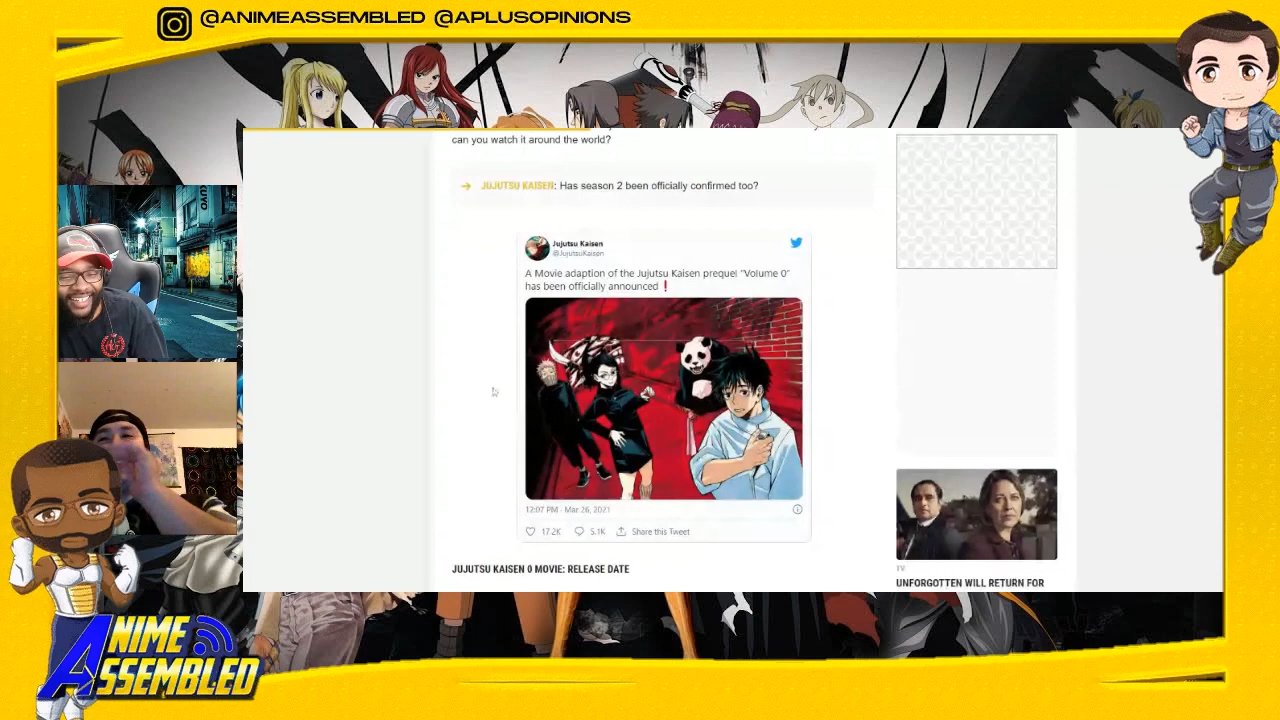 @ANIMEASSEMBLED @APLUSOPINIONS
can you watch it around the world?
→ JUJUTSU KAISEN: Has season 2 been officially confirmed too?
Jujutsu Kaisen
@JujutsuKaisen
A Movie adaption of the Jujutsu Kaisen prequel "Volume 0"
has been officially announced❗
12:07 PM · Mar 26, 2021
17.2K 5.1K Share this Tweet
JUJUTSU KAISEN 0 MOVIE: RELEASE DATE
TV
UNFORGOTTEN WILL RETURN FOR
ANIME
ASSEMBLED